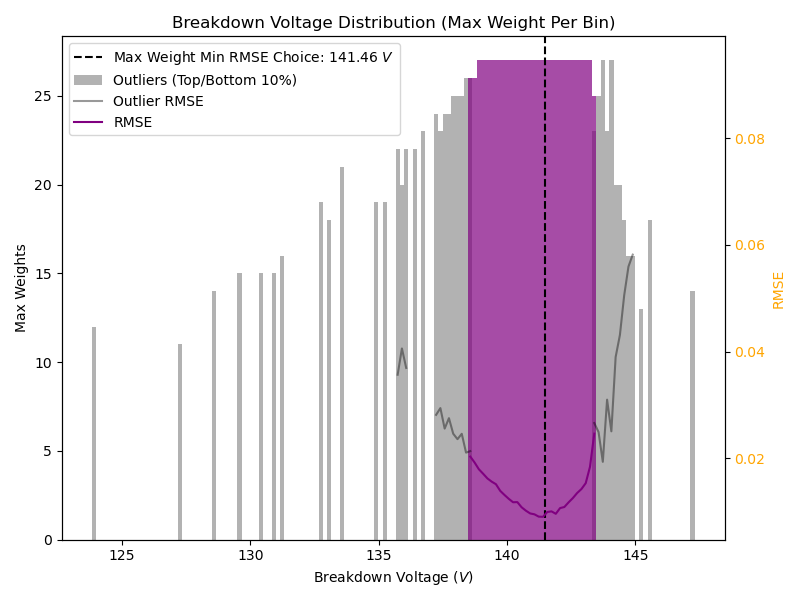 Breakdown Voltage Distribution (Max Weight Per Bin)
Max Weight Min RMSE Choice: 141.46 V
Outliers (Top/Bottom 10%)
Outlier RMSE
RMSE
Max Weights
25
20
15
10
5
0
0.08
0.06
0.04
0.02
RMSE
125 130 135 140 145
Breakdown Voltage (V)